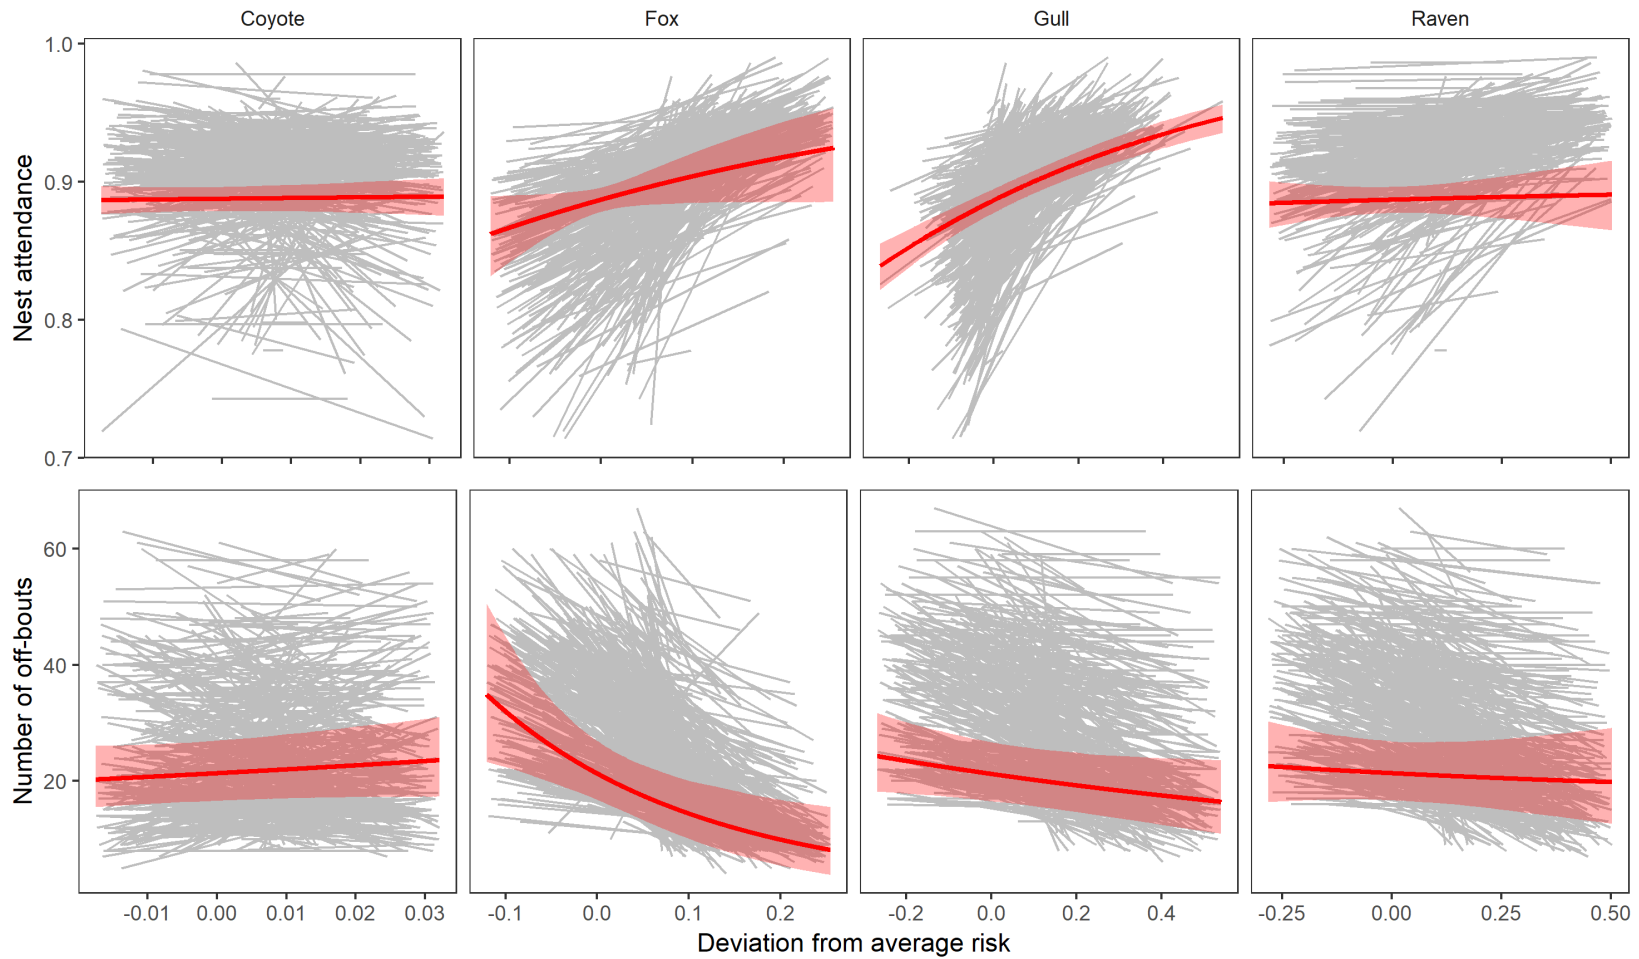 Coyote Fox Gull Raven
1.0
0.9
0.8
0.7
Nest attendance
60
40
20
Number of off-bouts
-0.01 0.00 0.01 0.02 0.03 -0.1 0.0 0.1 0.2 -0.2 0.0 0.2 0.4 -0.25 0.00 0.25 0.50
Deviation from average risk